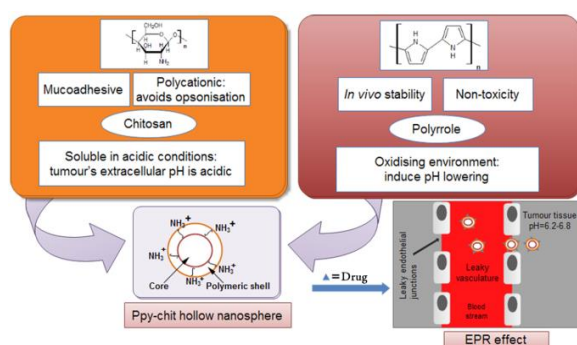 CH₂OH
H
O
H
OH
H
H
NH₂
n
Mucoadhesive
Polycationic:
avoids opsonisation
Chitosan
Soluble in acidic conditions:
tumour's extracellular pH is acidic
H
N
N
H
n
In vivo stability
Non-toxicity
Polyrrole
Oxidising environment:
induce pH lowering
NH₃⁺
NH₃⁺
NH₃⁺
NH₃⁺
NH₃⁺
Core
Polymeric shell
Ppy-chit hollow nanosphere
=Drug
Leaky endothelial
junctions
Tumour tissue
pH=6.2-6.8
Leaky
vasculature
Blood
stream
EPR effect